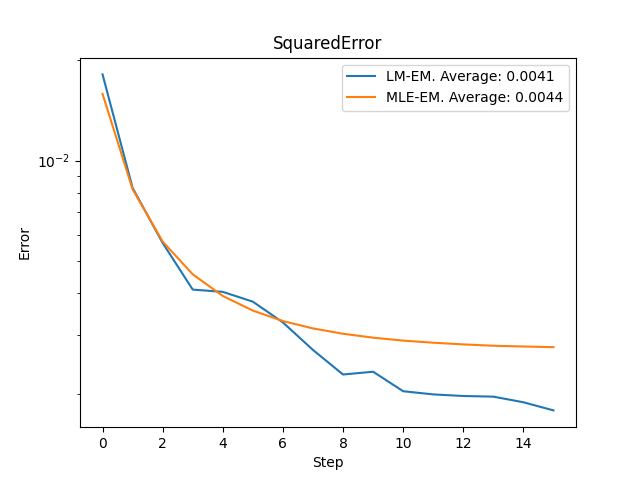 SquaredError
LM-EM. Average: 0.0041
MLE-EM. Average: 0.0044
10⁻²
Error
0 2 4 6 8 10 12 14
Step